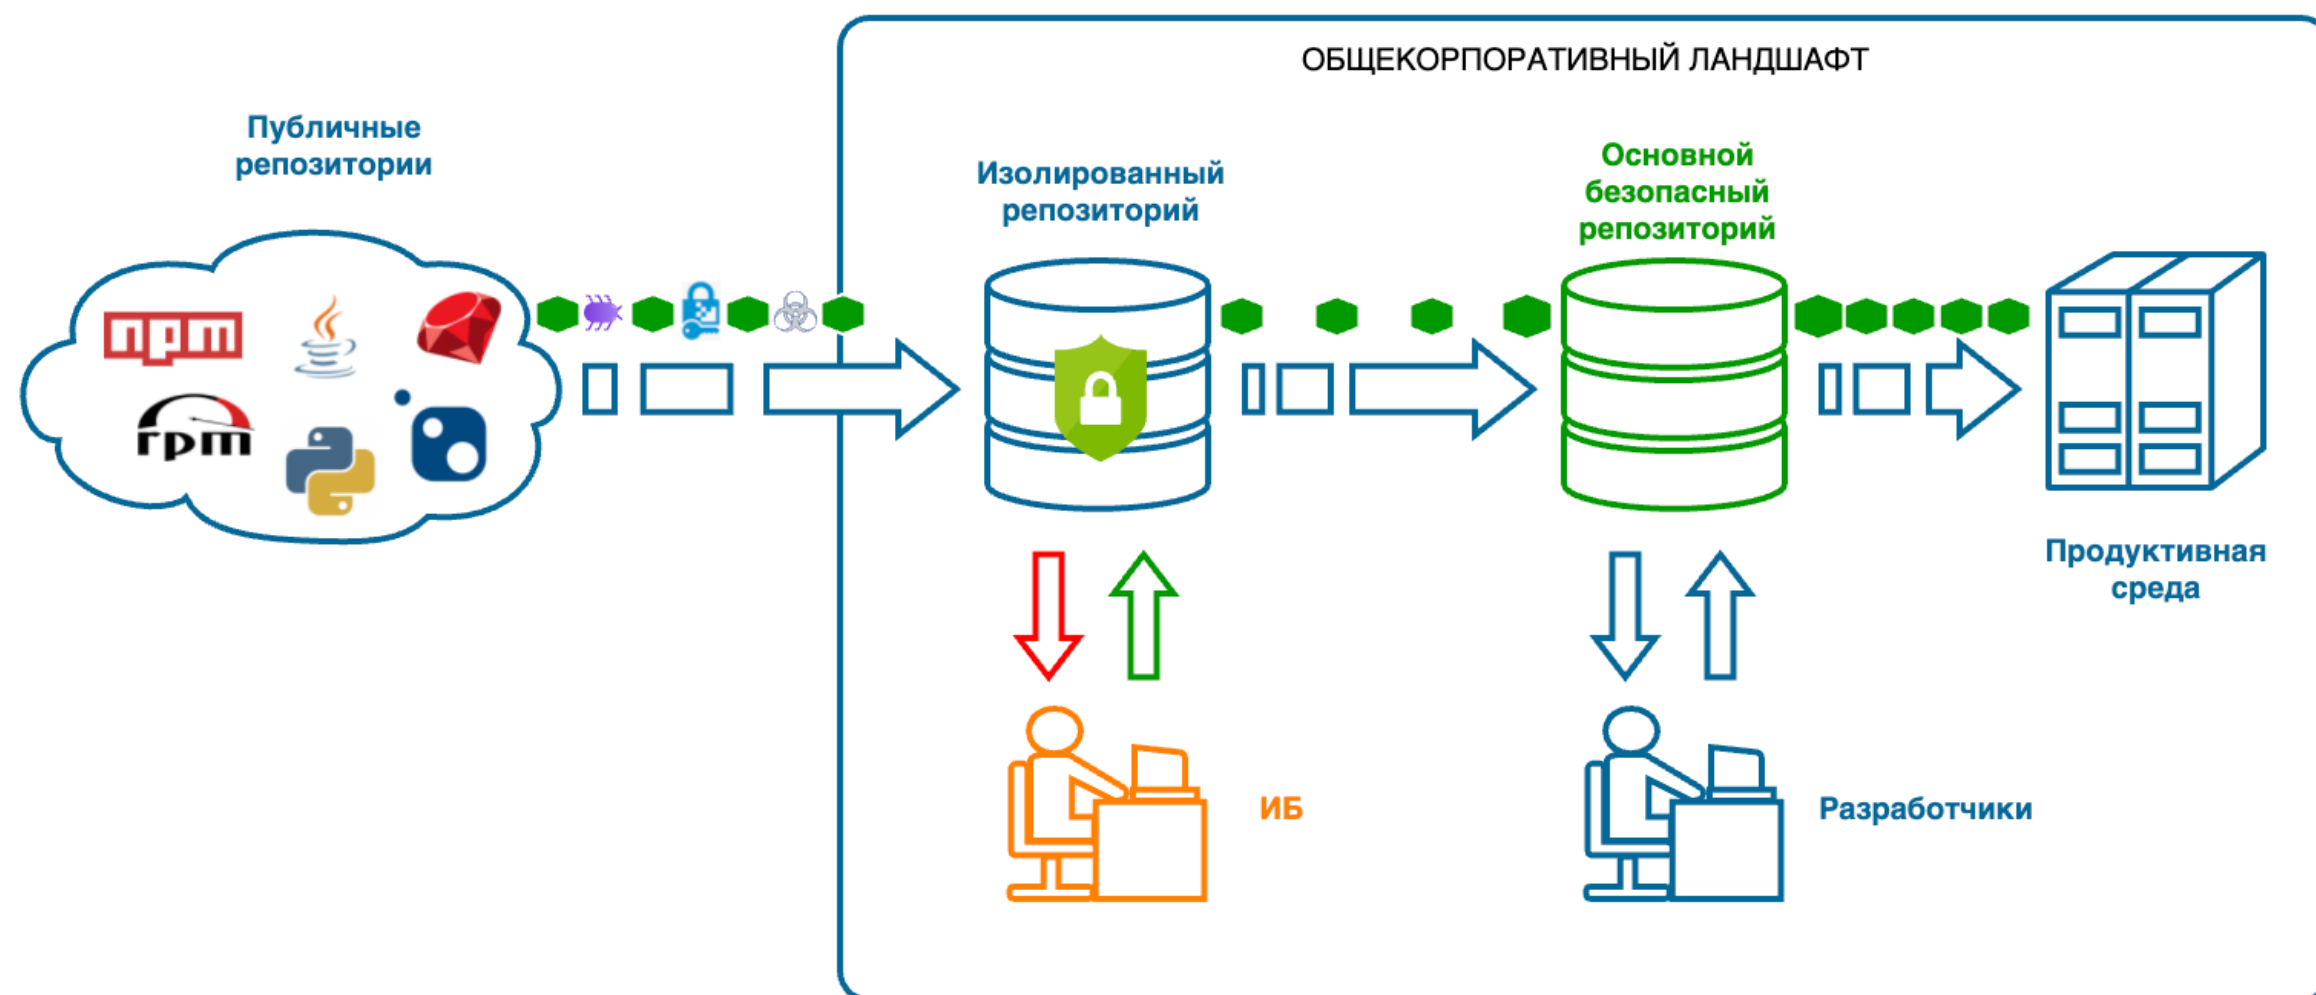 ОБЩЕКОРПОРАТИВНЫЙ ЛАНДШАФТ
Публичные
репозитории
Изолированный
репозиторий
Основной
безопасный
репозиторий
npm
rpm
Продуктивная
среда
ИБ
Разработчики